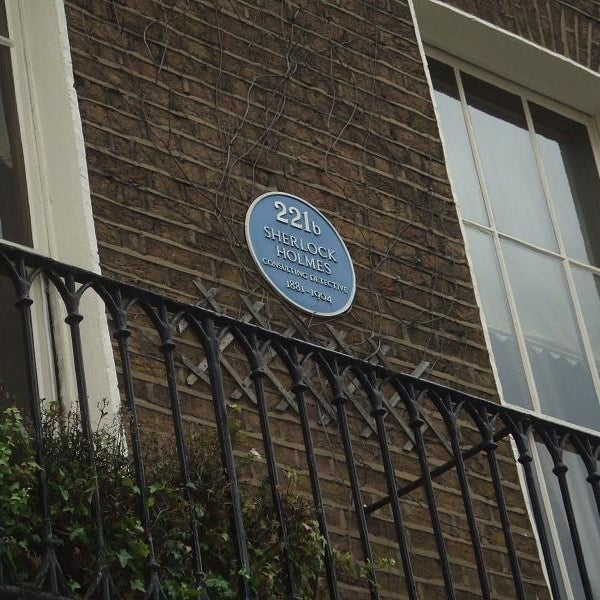 221b
SHERLOCK
HOLMES
CONSULTING DETECTIVE
1881-1904